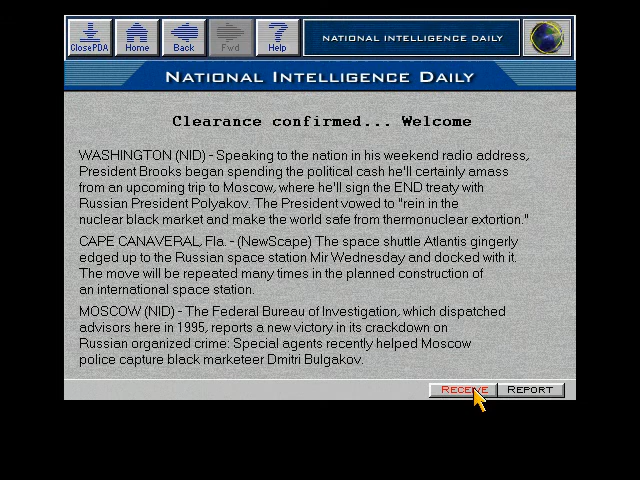 ClosePDA Home Back Fwd Help NATIONAL INTELLIGENCE DAILY
NATIONAL INTELLIGENCE DAILY
Clearance confirmed... Welcome
WASHINGTON (NID) - Speaking to the nation in his weekend radio address,
President Brooks began spending the political cash he'll certainly amass
from an upcoming trip to Moscow, where he'll sign the END treaty with
Russian President Polyakov. The President vowed to "rein in the
nuclear black market and make the world safe from thermonuclear extortion."
CAPE CANAVERAL, Fla. - (NewScape) The space shuttle Atlantis gingerly
edged up to the Russian space station Mir Wednesday and docked with it.
The move will be repeated many times in the planned construction of
an international space station.
MOSCOW (NID) - The Federal Bureau of Investigation, which dispatched
advisors here in 1995, reports a new victory in its crackdown on
Russian organized crime: Special agents recently helped Moscow
police capture black marketeer Dmitri Bulgakov.
RECEIVE REPORT